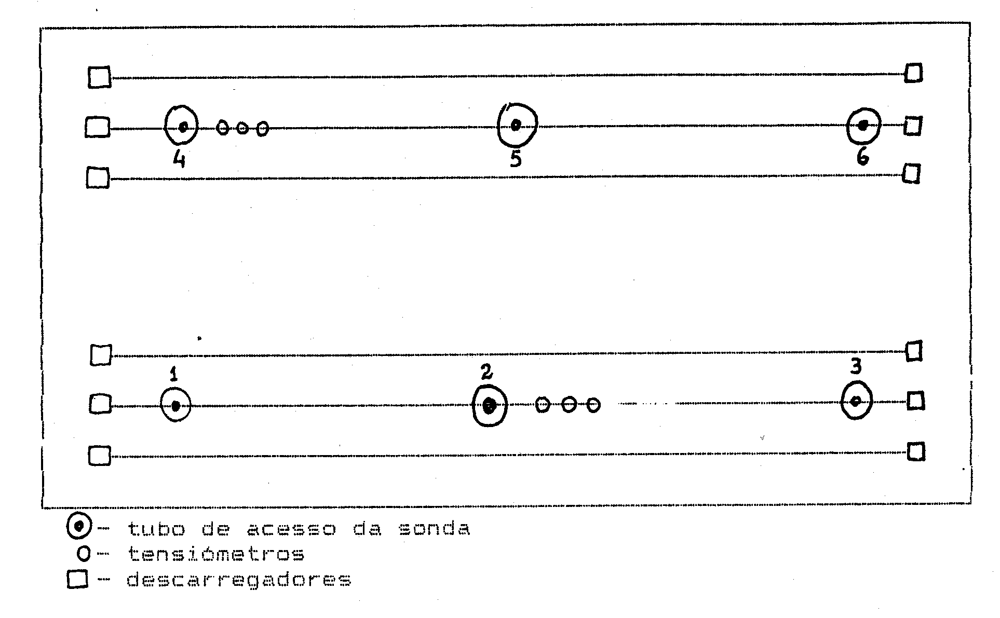 4 5 6
1 2 3
- tubo de acesso da sonda
- tensiómetros
- descarregadores